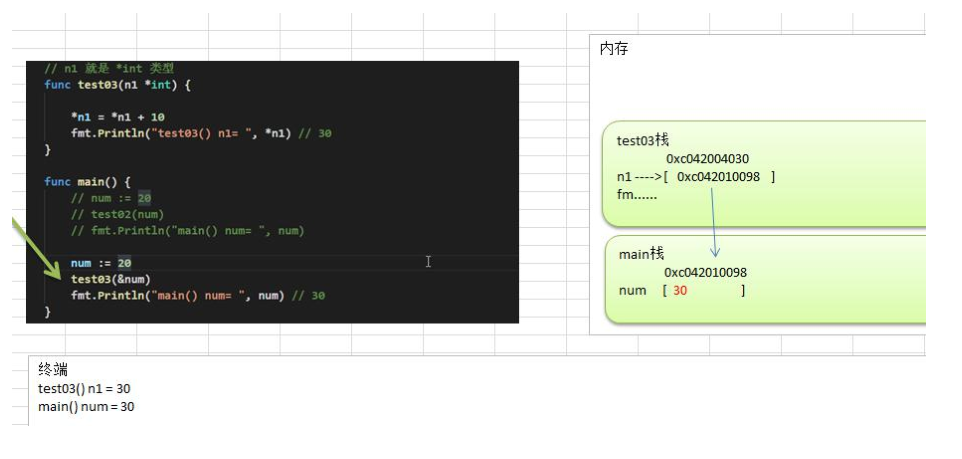 // n1 就是 *int 类型
func test03(n1 *int) {
*n1 = *n1 + 10
fmt.Println("test03() n1= ", *n1) // 30
}
func main() {
// num := 20
// test02(num)
// fmt.Println("main() num= ", num)
num := 20
test03(&num)
fmt.Println("main() num= ", num) // 30
}
内存
test03栈
0xc042004030
n1 ---->[ 0xc042010098 ]
fm......
main栈
0xc042010098
num [ 30 ]
终端
test03() n1 = 30
main() num = 30